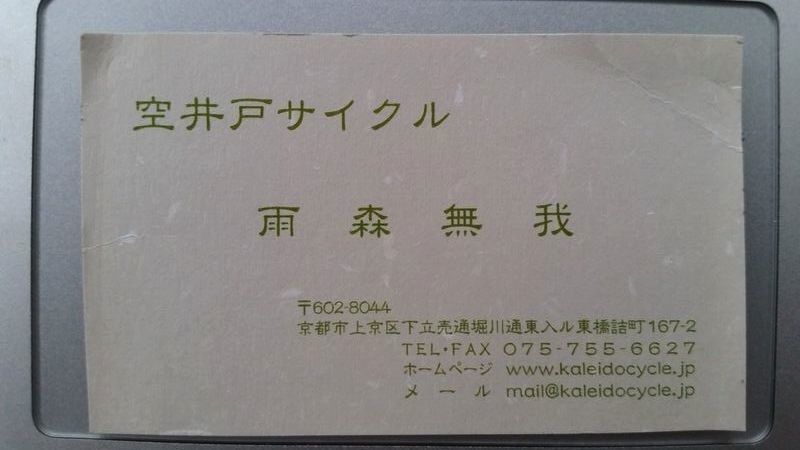 空井戸サイクル
雨森無我
〒602-8044
京都市上京区下立売通堀川通東入ル東橋詰町167-2
TEL・FAX 075-755-6627
ホームページ www.kaleidocycle.jp
メール mail@kaleidocycle.jp